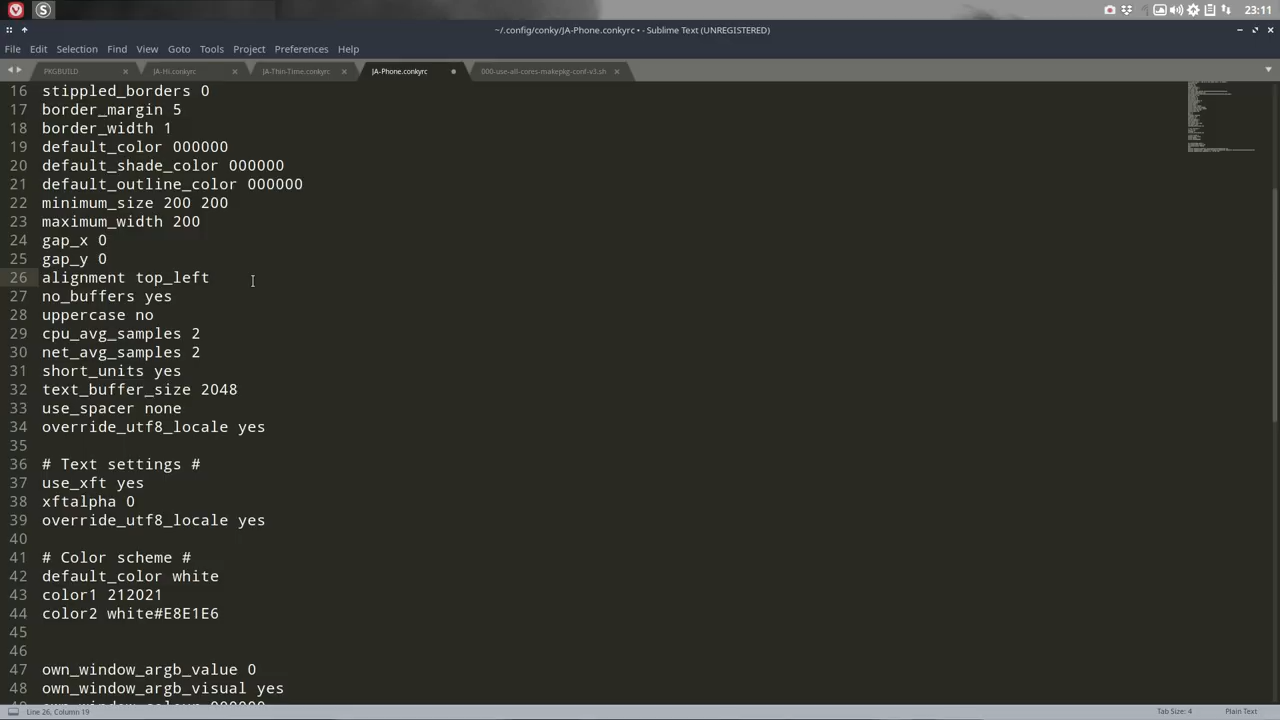 23:11
~/.config/conky/JA-Phone.conkyrc • - Sublime Text (UNREGISTERED)
File Edit Selection Find View Goto Tools Project Preferences Help
PKGBUILD JA-Hi.conkyrc JA-Thin-Time.conkyrc JA-Phone.conkyrc 000-use-all-cores-makepkg-conf-v3.sh
16 stippled_borders 0
17 border_margin 5
18 border_width 1
19 default_color 000000
20 default_shade_color 000000
21 default_outline_color 000000
22 minimum_size 200 200
23 maximum_width 200
24 gap_x 0
25 gap_y 0
26 alignment top_left
27 no_buffers yes
28 uppercase no
29 cpu_avg_samples 2
30 net_avg_samples 2
31 short_units yes
32 text_buffer_size 2048
33 use_spacer none
34 override_utf8_locale yes
35
36 # Text settings #
37 use_xft yes
38 xftalpha 0
39 override_utf8_locale yes
40
41 # Color scheme #
42 default_color white
43 color1 212021
44 color2 white#E8E1E6
45
46
47 own_window_argb_value 0
48 own_window_argb_visual yes
Line 26, Column 19 Tab Size: 4 Plain Text